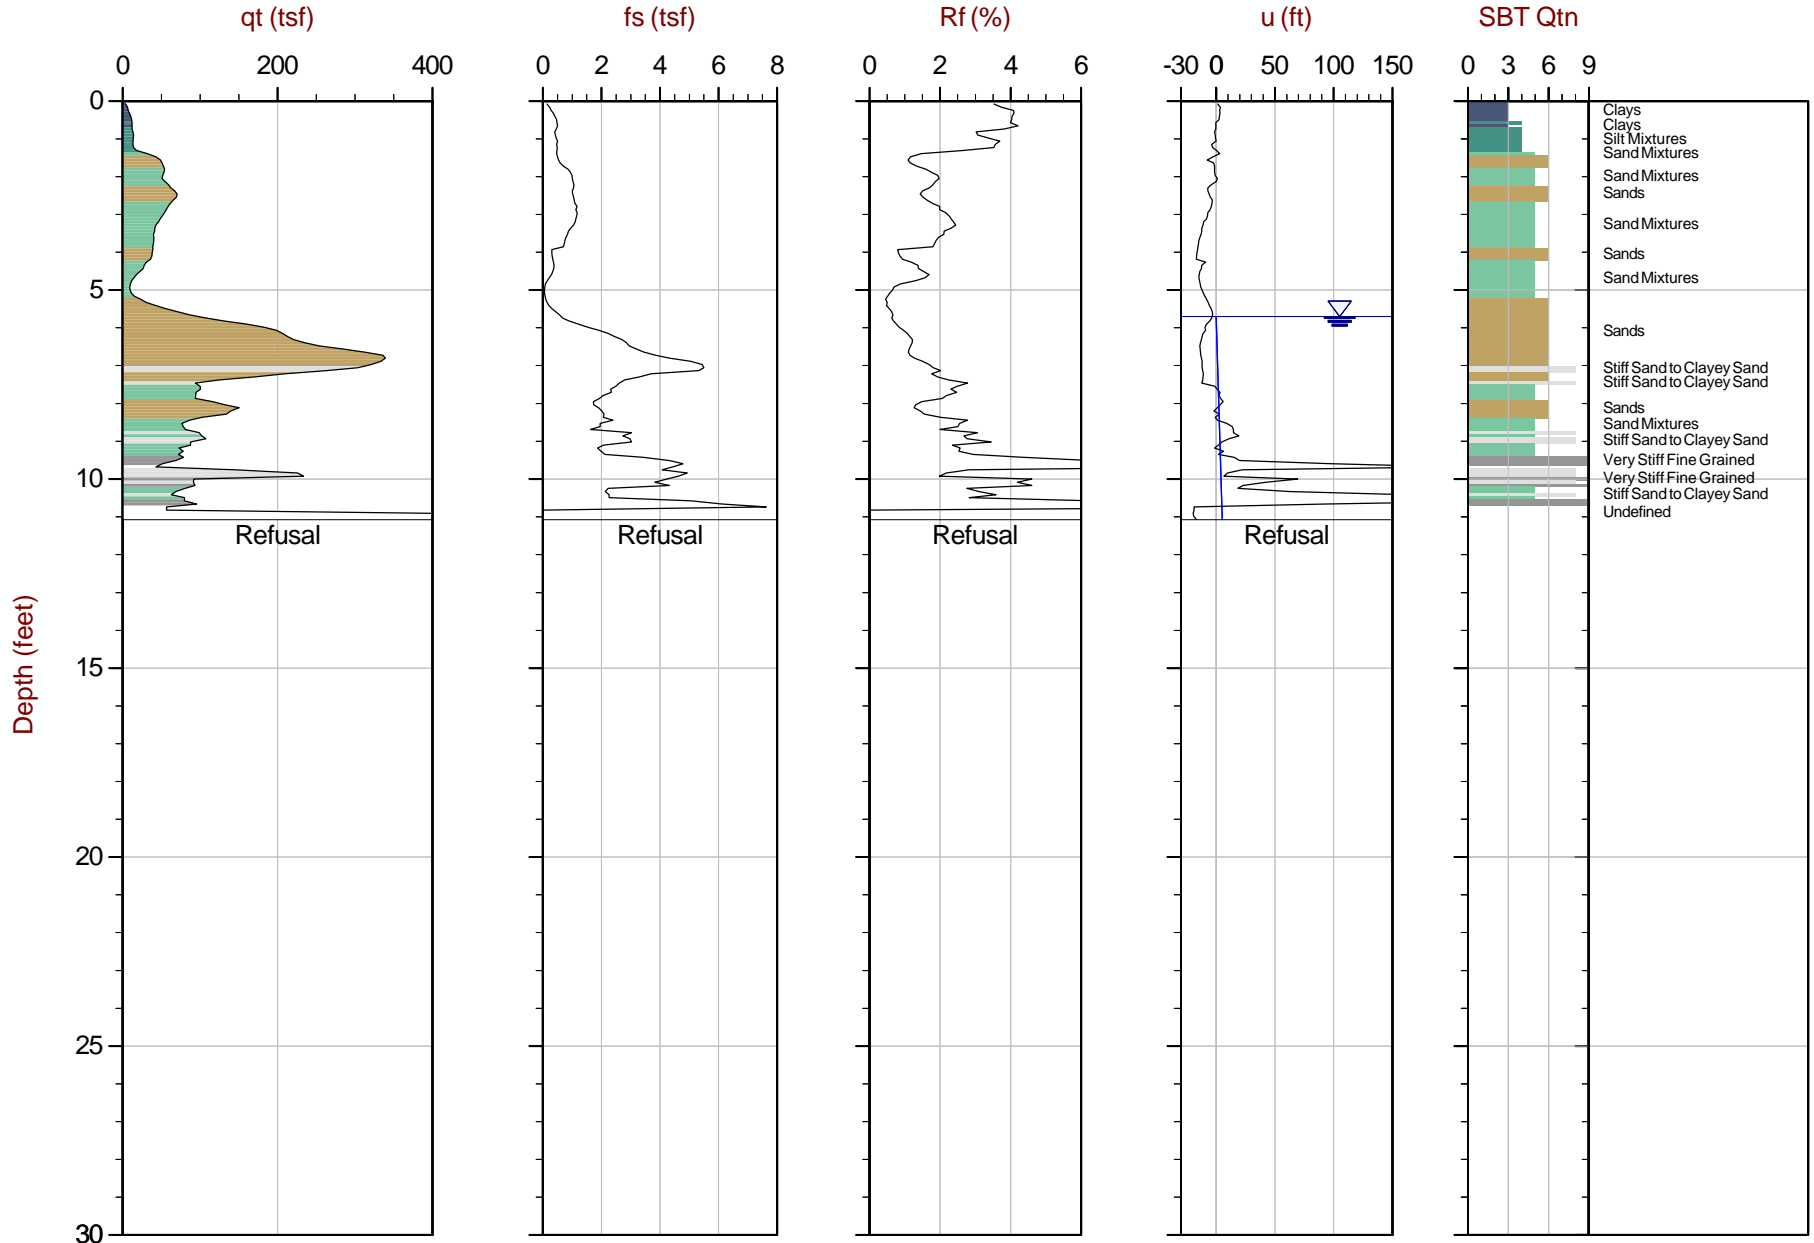 qt (tsf) fs (tsf) Rf (%) u (ft) SBT Qtn
0 200 400 0 2 4 6 8 0 2 4 6 -30 0 50 100 150 0 3 6 9
0
Clays
Clays
Silt Mixtures
Sand Mixtures
Sand Mixtures
Sands
Sand Mixtures
Sands
Sand Mixtures
5
Sands
Stiff Sand to Clayey Sand
Stiff Sand to Clayey Sand
Sands
Sand Mixtures
Stiff Sand to Clayey Sand
Very Stiff Fine Grained
10
Very Stiff Fine Grained
Stiff Sand to Clayey Sand
Undefined
Refusal Refusal Refusal Refusal
Depth (feet)
15
20
25
30